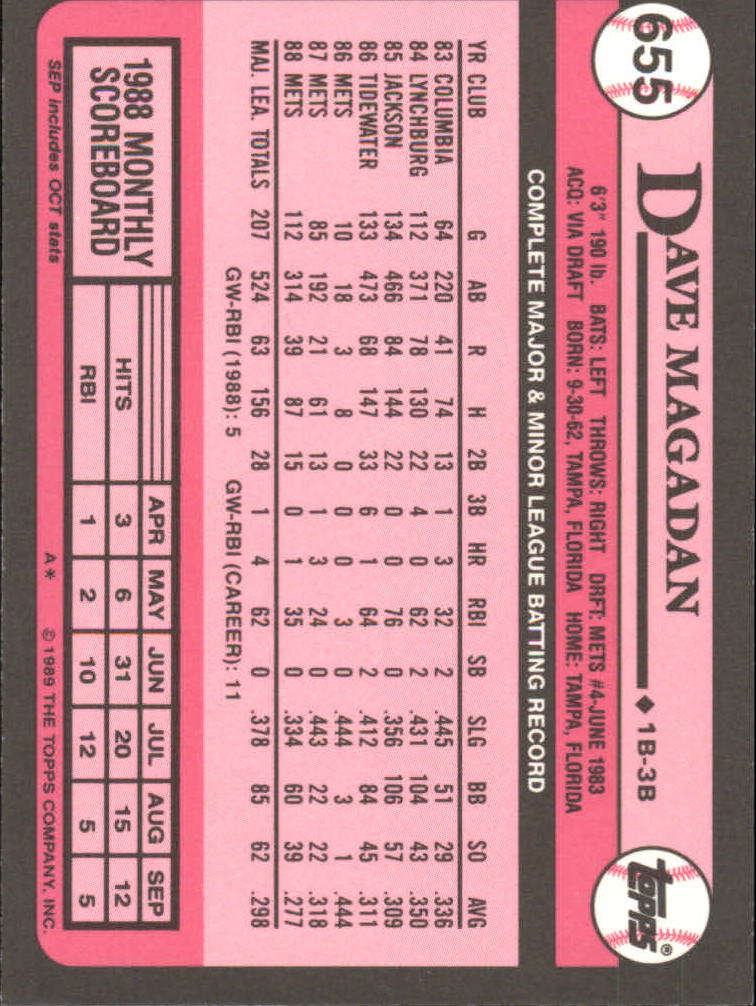 655
DAVE MAGADAN ◆ 1B-3B
TOPPS®
6'3" 190 lb. BATS: LEFT THROWS: RIGHT DRFT: METS #4-JUNE 1983
ACQ: VIA DRAFT BORN: 9-30-62, TAMPA, FLORIDA HOME: TAMPA, FLORIDA
COMPLETE MAJOR & MINOR LEAGUE BATTING RECORD
YR CLUB G AB R H 2B 3B HR RBI SB SLG BB SO AVG
83 COLUMBIA 64 220 41 74 13 1 3 32 2 .445 51 29 .336
84 LYNCHBURG 112 371 78 130 22 4 0 62 2 .431 104 43 .350
85 JACKSON 134 466 84 144 22 0 0 76 0 .356 106 57 .309
86 TIDEWATER 133 473 68 147 33 6 1 64 2 .412 84 45 .311
86 METS 10 18 3 8 0 0 0 3 0 .444 3 1 .444
87 METS 85 192 21 61 13 1 3 24 0 .443 22 22 .318
88 METS 112 314 39 87 15 0 1 35 0 .334 60 39 .277
MAJ. LEA. TOTALS 207 524 63 156 28 1 4 62 0 .378 85 62 .298
GW-RBI (1988): 5 GW-RBI (CAREER): 11
1988 MONTHLY
SCOREBOARD
APR MAY JUN JUL AUG SEP
HITS 3 6 31 20 15 12
RBI 1 2 10 12 5 5
SEP includes OCT stats
A* © 1989 THE TOPPS COMPANY, INC.